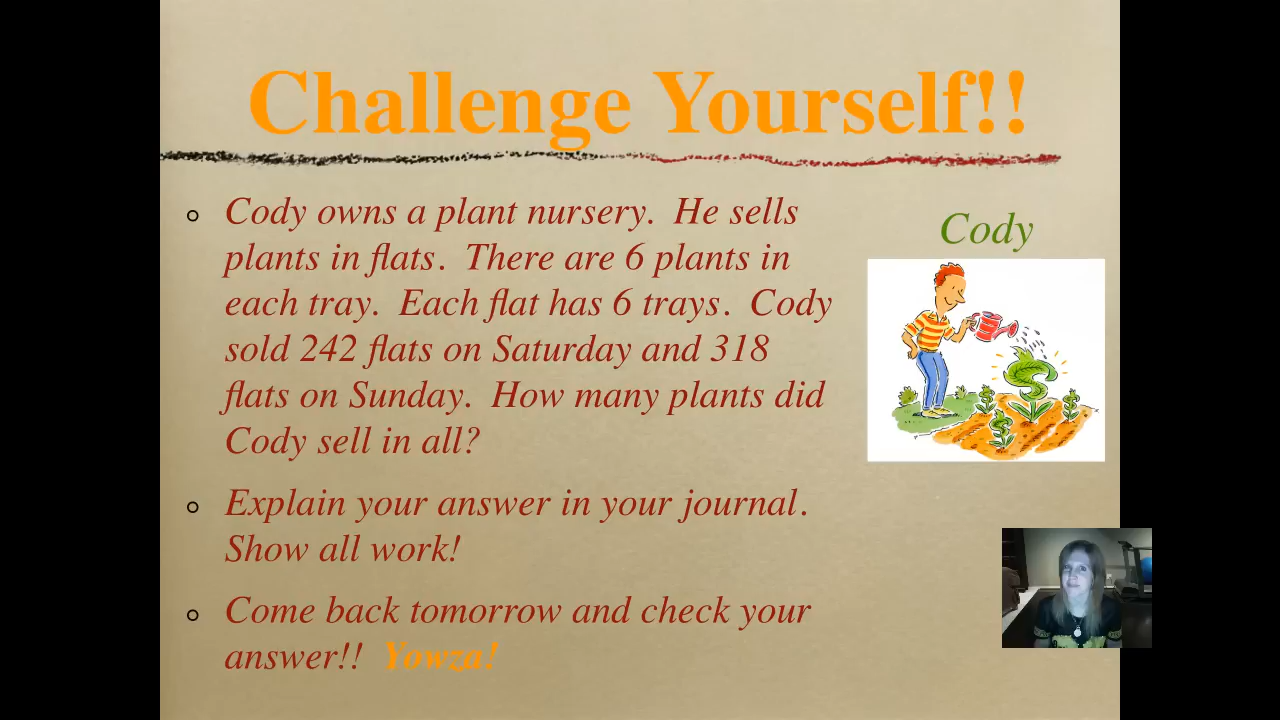 Challenge Yourself!!
Cody owns a plant nursery.  He sells
plants in flats.  There are 6 plants in
each tray.  Each flat has 6 trays.  Cody
sold 242 flats on Saturday and 318
flats on Sunday.  How many plants did
Cody sell in all?
Explain your answer in your journal.
Show all work!
Come back tomorrow and check your
answer!!  Yowza!
Cody